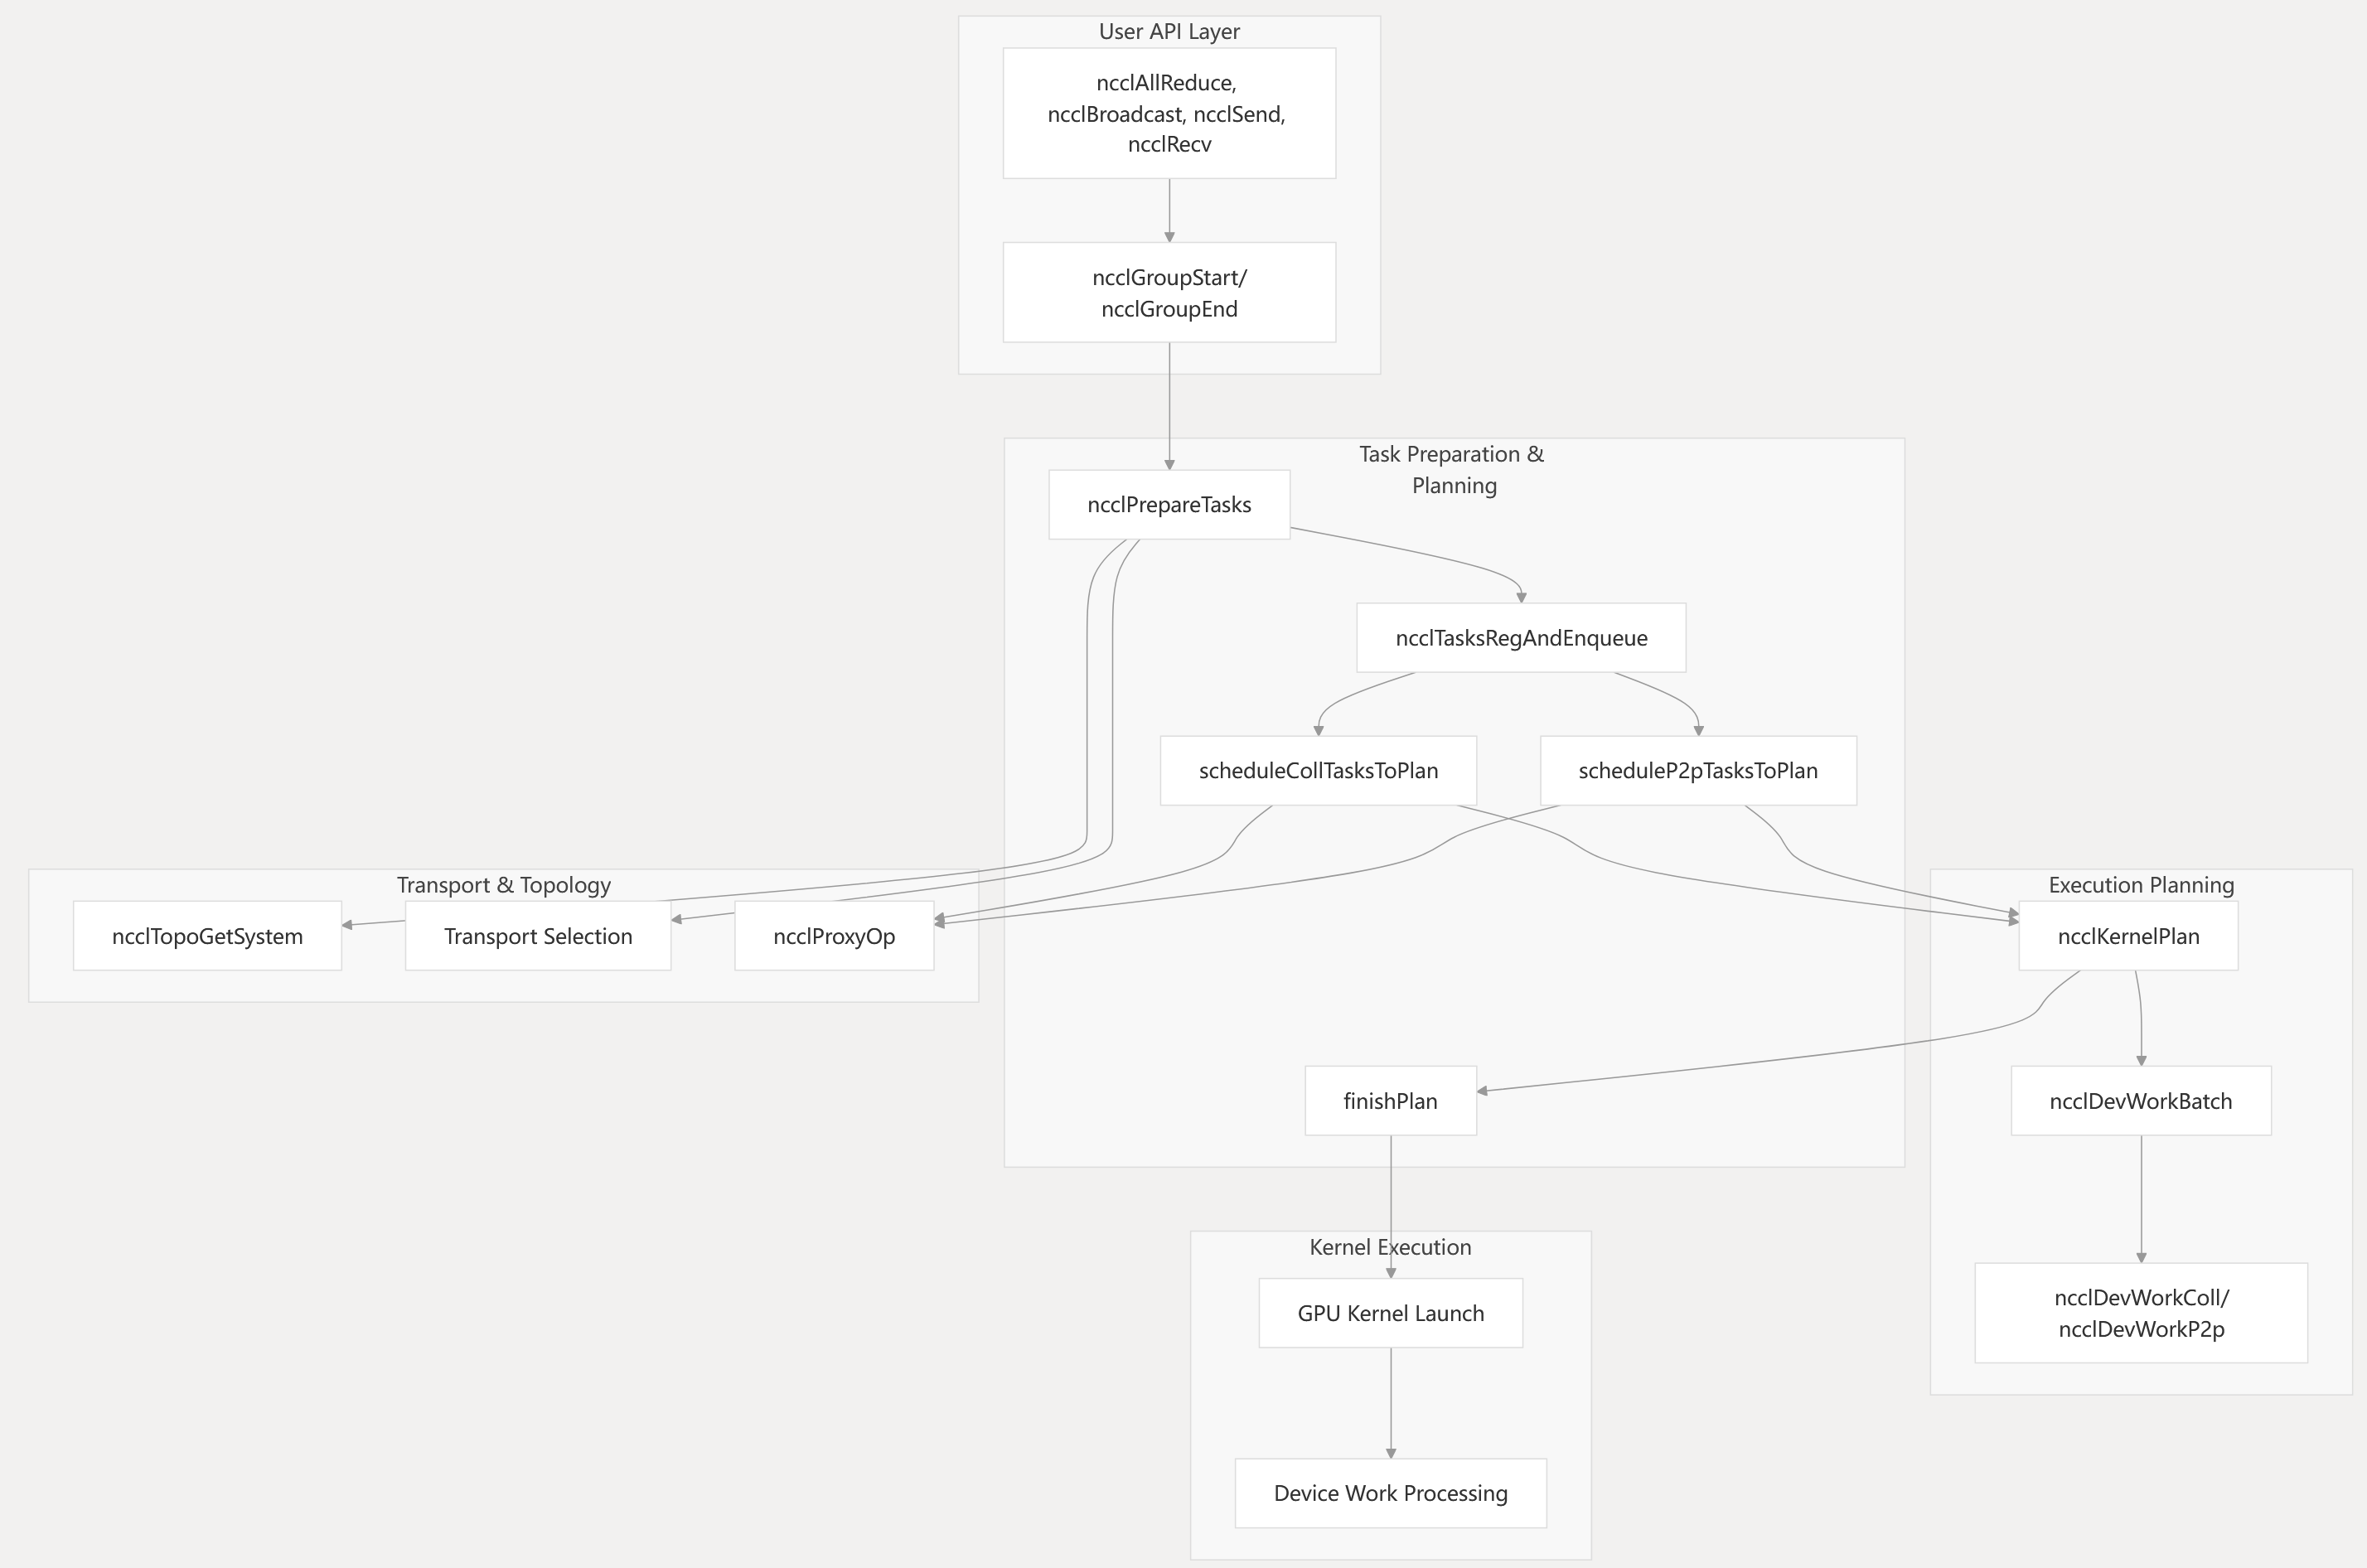 User API Layer
ncclAllReduce,
ncclBroadcast, ncclSend,
ncclRecv
ncclGroupStart/
ncclGroupEnd
Task Preparation &
Planning
ncclPrepareTasks
ncclTasksRegAndEnqueue
scheduleCollTasksToPlan
scheduleP2pTasksToPlan
Transport & Topology
ncclTopoGetSystem
Transport Selection
ncclProxyOp
Execution Planning
ncclKernelPlan
finishPlan
ncclDevWorkBatch
Kernel Execution
GPU Kernel Launch
ncclDevWorkColl/
ncclDevWorkP2p
Device Work Processing